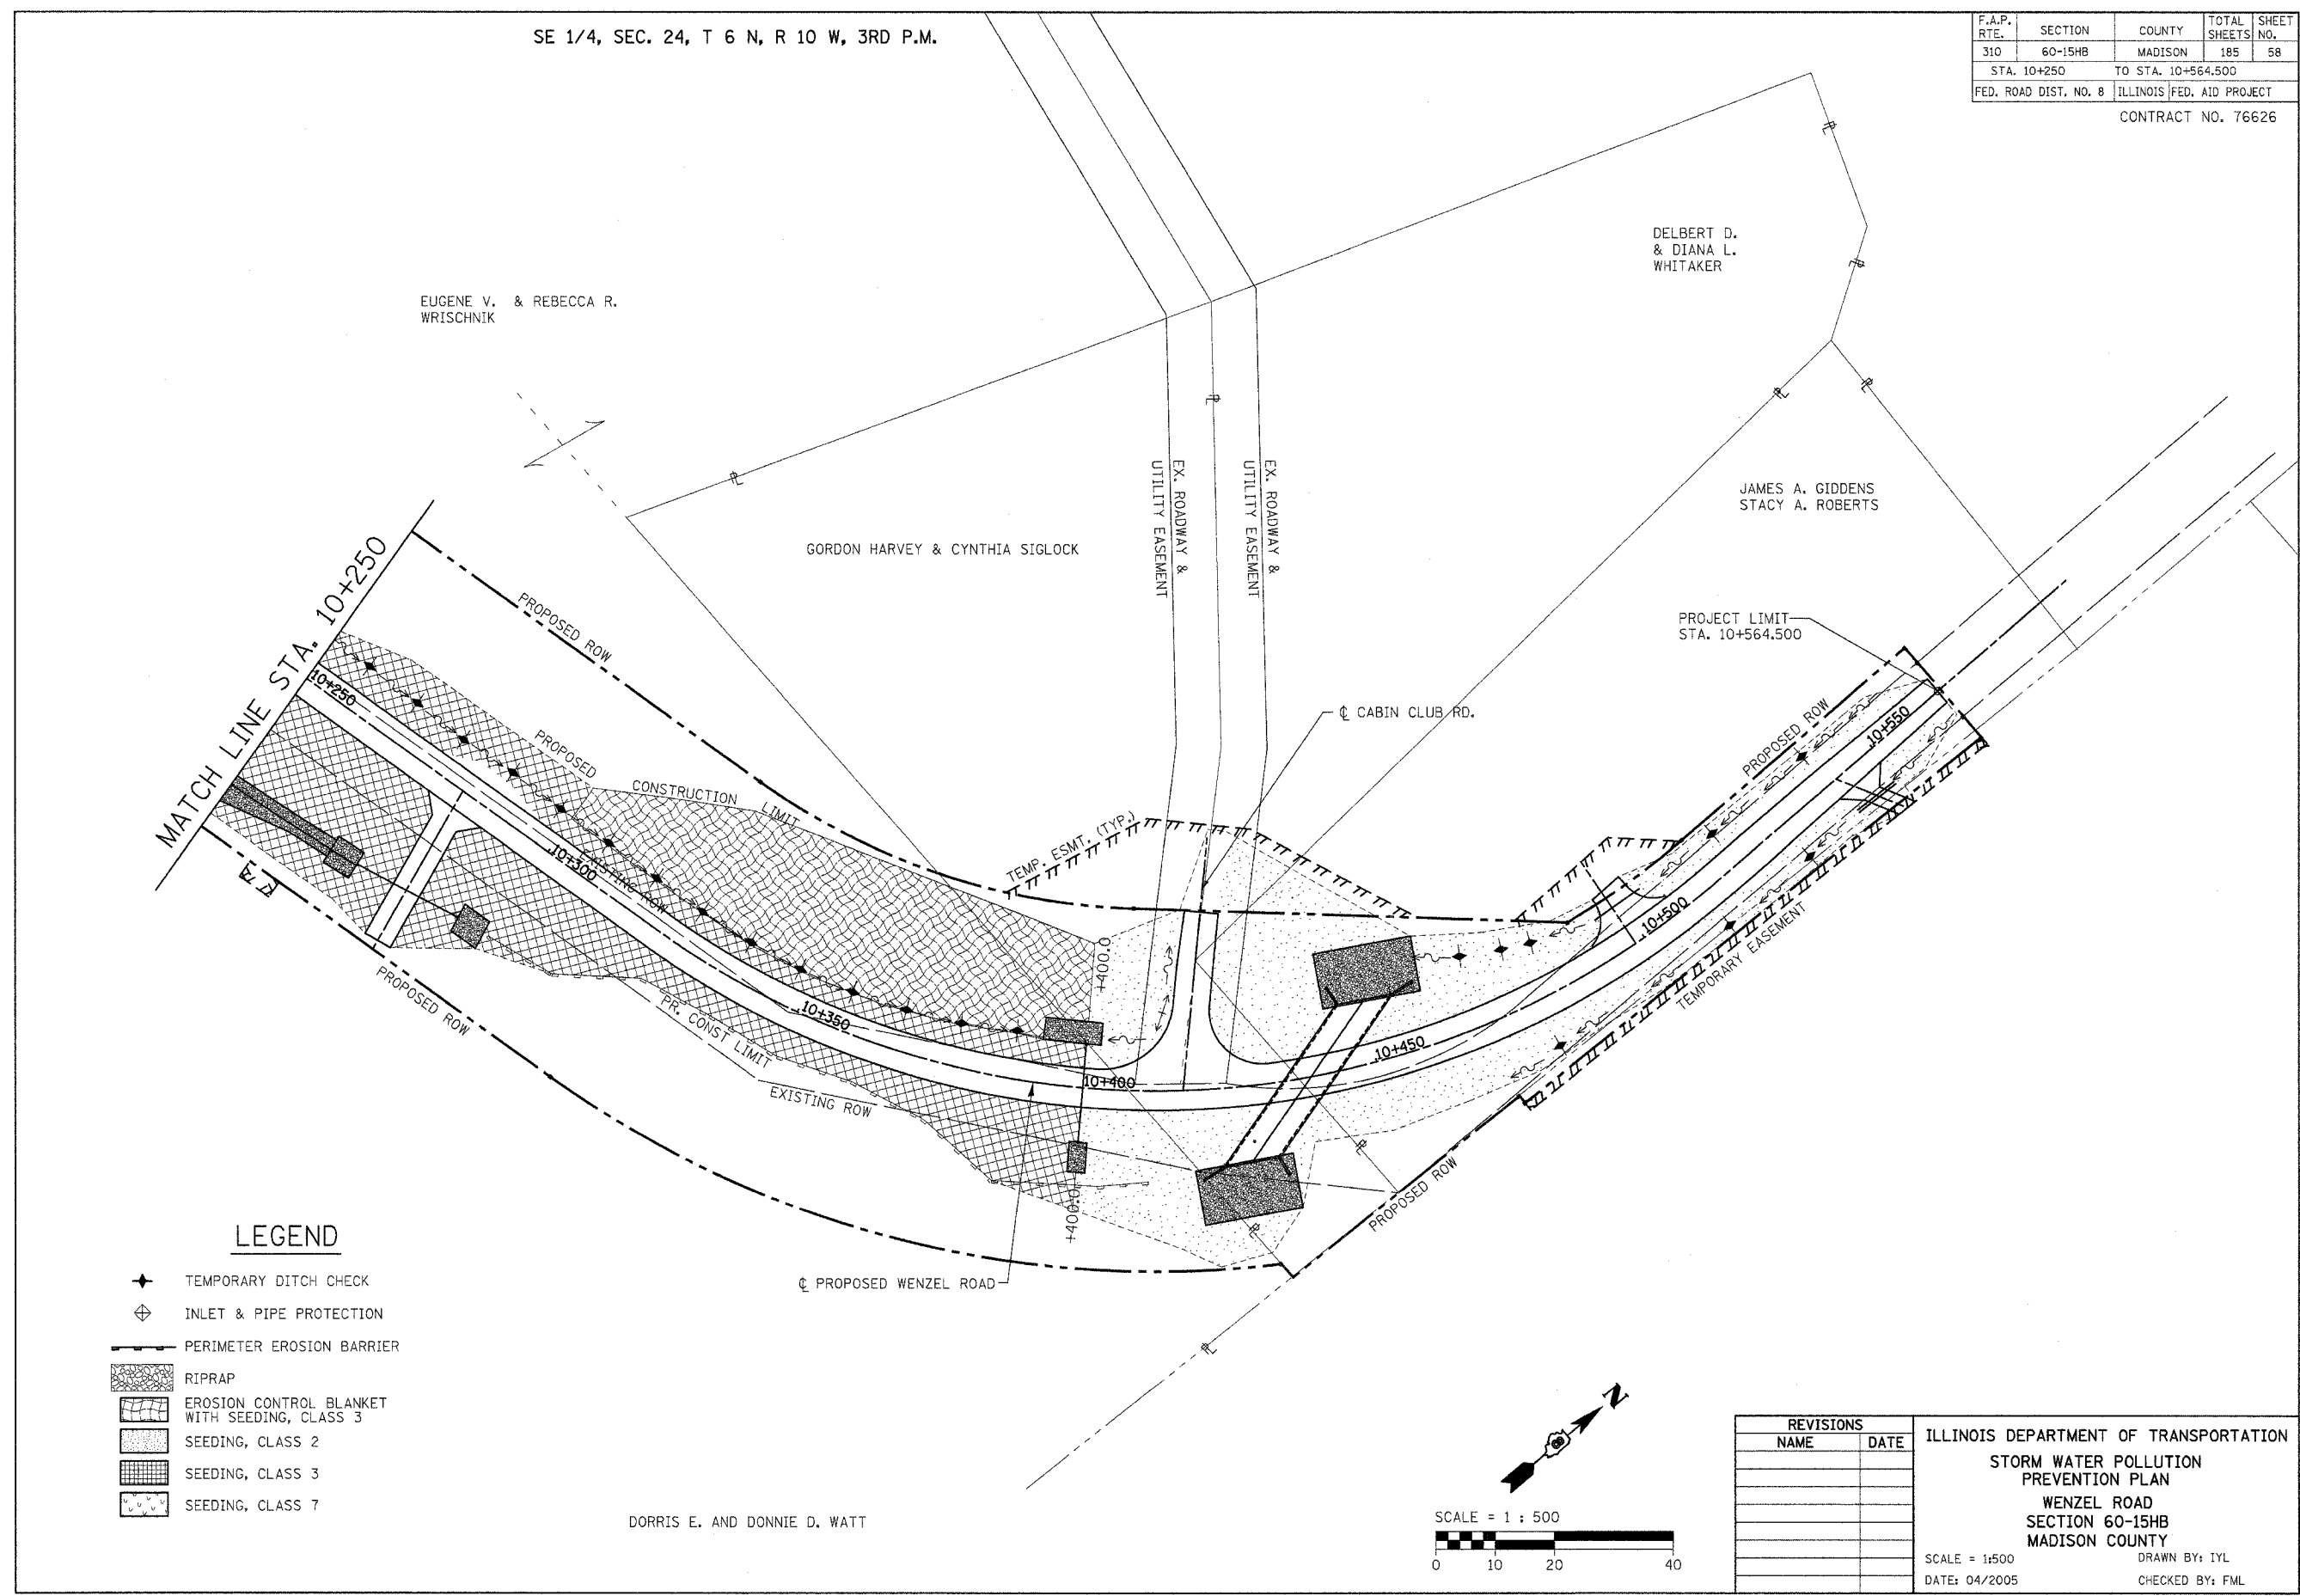 SE 1/4, SEC. 24, T 6 N, R 10 W, 3RD P.M.
F.A.P. RTE. SECTION COUNTY TOTAL SHEETS SHEET NO.
310 60-15HB MADISON 185 58
STA. 10+250 TO STA. 10+564.500
FED. ROAD DIST. NO. 8 ILLINOIS FED. AID PROJECT
CONTRACT NO. 76626
DELBERT D.
& DIANA L.
WHITAKER
EUGENE V. & REBECCA R.
WRISCHNIK
EX. ROADWAY &
UTILITY EASEMENT
EX. ROADWAY &
UTILITY EASEMENT
JAMES A. GIDDENS
STACY A. ROBERTS
GORDON HARVEY & CYNTHIA SIGLOCK
MATCH LINE STA. 10+250
PROPOSED ROW
PROJECT LIMIT
STA. 10+564.500
10+250
PROPOSED
CONSTRUCTION LIMIT
℄ CABIN CLUB RD.
PROPOSED ROW
10+550
TEMP. ESMT. (TYP.)
10+300
EXISTING ROW
10+500
+400.0
TEMPORARY EASEMENT
PROPOSED ROW
PR. CONST LIMIT
10+350
10+450
10+400
EXISTING ROW
+400.0
PROPOSED ROW
℄ PROPOSED WENZEL ROAD
LEGEND
TEMPORARY DITCH CHECK
INLET & PIPE PROTECTION
PERIMETER EROSION BARRIER
RIPRAP
EROSION CONTROL BLANKET
WITH SEEDING, CLASS 3
SEEDING, CLASS 2
SEEDING, CLASS 3
SEEDING, CLASS 7
DORRIS E. AND DONNIE D. WATT
N
SCALE = 1 : 500
0 10 20 40
REVISIONS
NAME DATE
ILLINOIS DEPARTMENT OF TRANSPORTATION
STORM WATER POLLUTION
PREVENTION PLAN
WENZEL ROAD
SECTION 60-15HB
MADISON COUNTY
SCALE = 1:500 DRAWN BY: IYL
DATE: 04/2005 CHECKED BY: FML